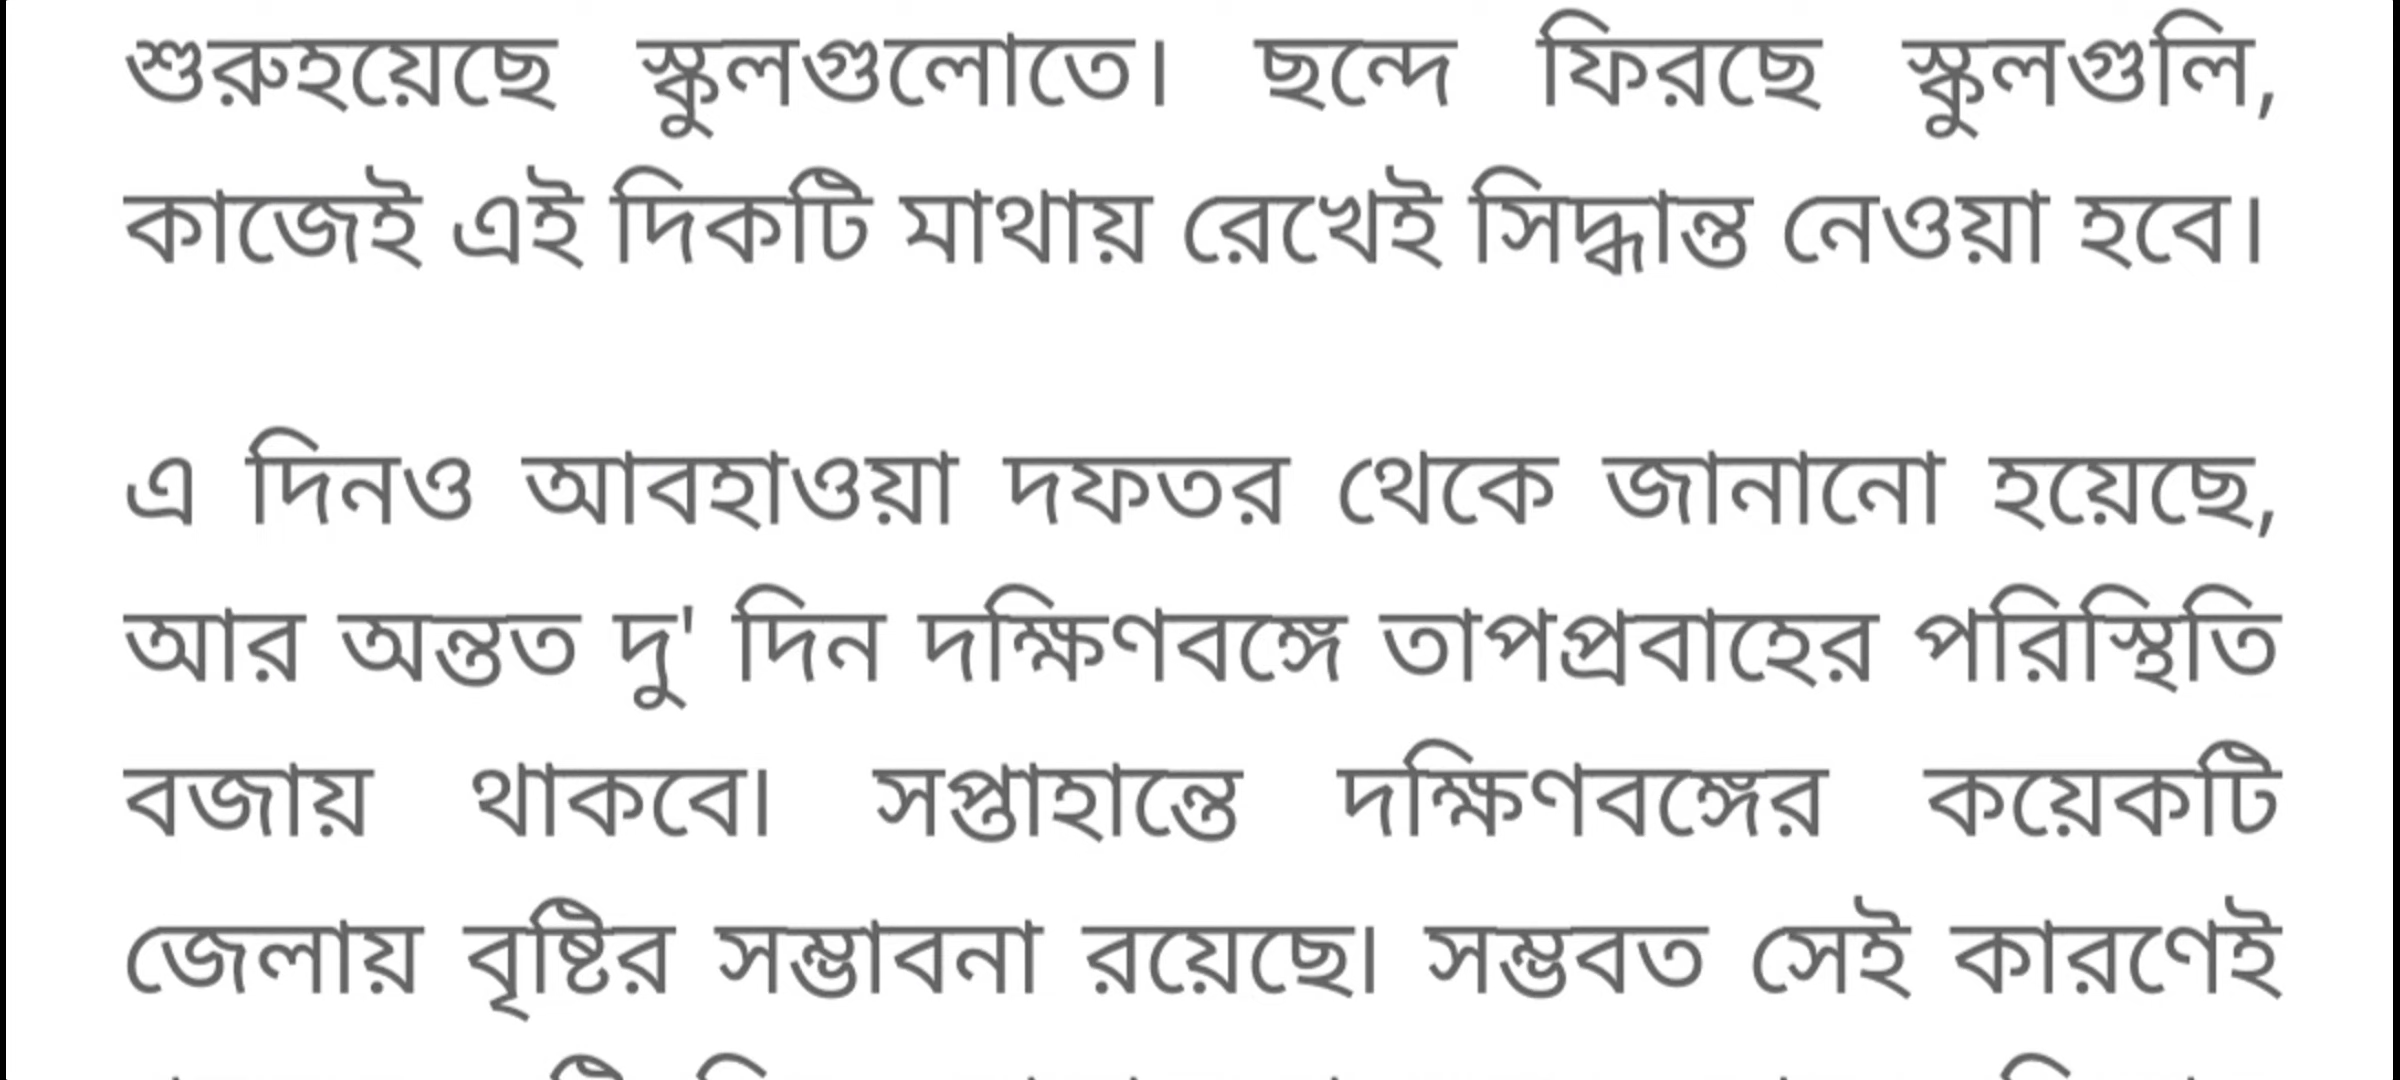 শুরুহয়েছে স্কুলগুলোতে। ছন্দে ফিরছে স্কুলগুলি,
কাজেই এই দিকটি মাথায় রেখেই সিদ্ধান্ত নেওয়া হবে।
এ দিনও আবহাওয়া দফতর থেকে জানানো হয়েছে,
আর অন্তত দু' দিন দক্ষিণবঙ্গে তাপপ্রবাহের পরিস্থিতি
বজায় থাকবে। সপ্তাহান্তে দক্ষিণবঙ্গের কয়েকটি
জেলায় বৃষ্টির সম্ভাবনা রয়েছে। সম্ভবত সেই কারণেই